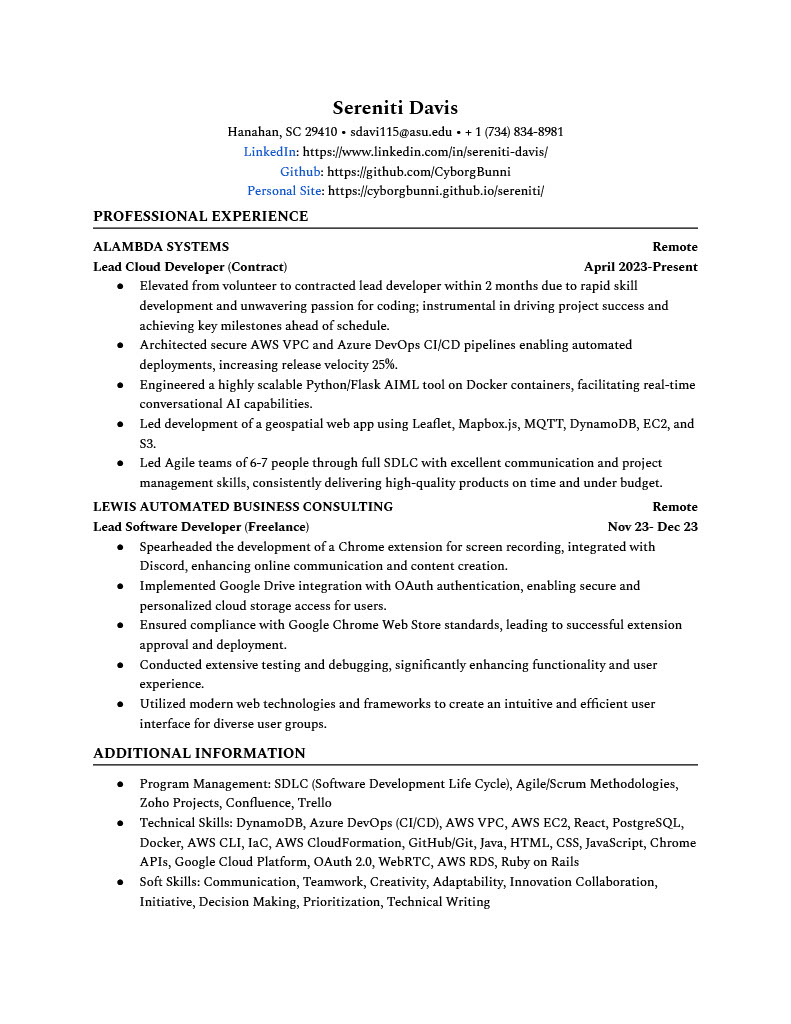 Sereniti Davis
Hanahan, SC 29410 • sdavi115@asu.edu • + 1 (734) 834-8981
LinkedIn: https://www.linkedin.com/in/sereniti-davis/
Github: https://github.com/CyborgBunni
Personal Site: https://cyborgbunni.github.io/sereniti/
PROFESSIONAL EXPERIENCE
ALAMBDA SYSTEMS Remote
Lead Cloud Developer (Contract) April 2023-Present
● Elevated from volunteer to contracted lead developer within 2 months due to rapid skill
development and unwavering passion for coding; instrumental in driving project success and
achieving key milestones ahead of schedule.
● Architected secure AWS VPC and Azure DevOps CI/CD pipelines enabling automated
deployments, increasing release velocity 25%.
● Engineered a highly scalable Python/Flask AIML tool on Docker containers, facilitating real-time
conversational AI capabilities.
● Led development of a geospatial web app using Leaflet, Mapbox.js, MQTT, DynamoDB, EC2, and
S3.
● Led Agile teams of 6-7 people through full SDLC with excellent communication and project
management skills, consistently delivering high-quality products on time and under budget.
LEWIS AUTOMATED BUSINESS CONSULTING Remote
Lead Software Developer (Freelance) Nov 23- Dec 23
● Spearheaded the development of a Chrome extension for screen recording, integrated with
Discord, enhancing online communication and content creation.
● Implemented Google Drive integration with OAuth authentication, enabling secure and
personalized cloud storage access for users.
● Ensured compliance with Google Chrome Web Store standards, leading to successful extension
approval and deployment.
● Conducted extensive testing and debugging, significantly enhancing functionality and user
experience.
● Utilized modern web technologies and frameworks to create an intuitive and efficient user
interface for diverse user groups.
ADDITIONAL INFORMATION
● Program Management: SDLC (Software Development Life Cycle), Agile/Scrum Methodologies,
Zoho Projects, Confluence, Trello
● Technical Skills: DynamoDB, Azure DevOps (CI/CD), AWS VPC, AWS EC2, React, PostgreSQL,
Docker, AWS CLI, IaC, AWS CloudFormation, GitHub/Git, Java, HTML, CSS, JavaScript, Chrome
APIs, Google Cloud Platform, OAuth 2.0, WebRTC, AWS RDS, Ruby on Rails
● Soft Skills: Communication, Teamwork, Creativity, Adaptability, Innovation Collaboration,
Initiative, Decision Making, Prioritization, Technical Writing